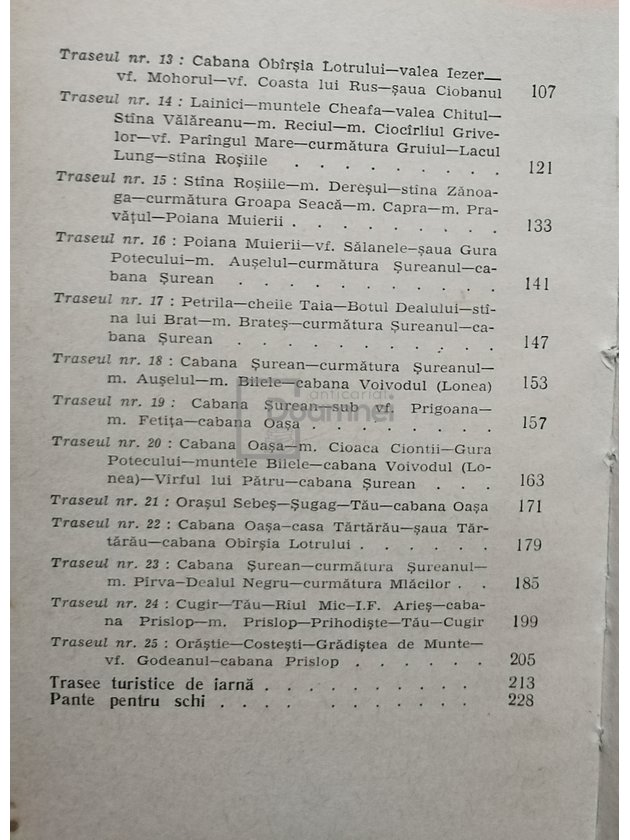 Traseul nr. 13 : Cabana Obîrşia Lotrului—valea Iezer—
vf. Mohorul—vf. Coasta lui Rus—şaua Ciobanul 107
Traseul nr. 14 : Lainici—muntele Cheafa—valea Chitul—
Stîna Vălăreanu—m. Reciul—m. Ciocîrliul Grive-
lor—vf. Parîngul Mare—curmătura Gruiul—Lacul
Lung—stîna Roşiile . . . . . . . . 121
Traseul nr. 15 : Stîna Roşiile—m. Dereşul—stîna Zănoa-
ga—curmătura Groapa Seacă—m. Capra—m. Pra-
văţul—Poiana Muierii . . . . . . . . 133
Traseul nr. 16 : Poiana Muierii—vf. Sălanele—şaua Gura
Potecului—m. Auşelul—curmătura Şureanul—ca-
bana Şurean . . . . . . . . . . . 141
Traseul nr. 17 : Petrila—cheile Taia—Botul Dealului—stî-
na lui Brat—m. Brateş—curmătura Şureanul—ca-
bana Şurean . . . . . . . . . . . 147
Traseul nr. 18 : Cabana Şurean—curmătura Şureanul—
m. Auşelul—m. Bilele—cabana Voivodul (Lonea) 153
Traseul nr. 19 : Cabana Şurean—sub vf. Prigoana—
m. Fetiţa—cabana Oaşa . . . . . . . . 157
Traseul nr. 20 : Cabana Oaşa—m. Cioaca Ciontii—Gura
Potecului—muntele Bilele—cabana Voivodul (Lo-
nea)—Vîrful lui Pătru—cabana Şurean . . . 163
Traseul nr. 21 : Oraşul Sebeş—Şugag—Tău—cabana Oaşa 171
Traseul nr. 22 : Cabana Oaşa—casa Tărtărău—şaua Tăr-
tărău—cabana Obîrşia Lotrului . . . . . . 179
Traseul nr. 23 : Cabana Şurean—curmătura Şureanul—
m. Pîrva—Dealul Negru—curmătura Mlăcilor . . 185
Traseul nr. 24 : Cugir—Tău—Rîul Mic—I.F. Arieş—caba-
na Prislop—m. Prislop—Prihodişte—Tău—Cugir 199
Traseul nr. 25 : Orăştie—Costeşti—Grădiştea de Munte—
vf. Godeanul—cabana Prislop . . . . . . 205
Trasee turistice de iarnă . . . . . . . . . 213
Pante pentru schi . . . . . . . . . . 228
anticariat
Doamnei